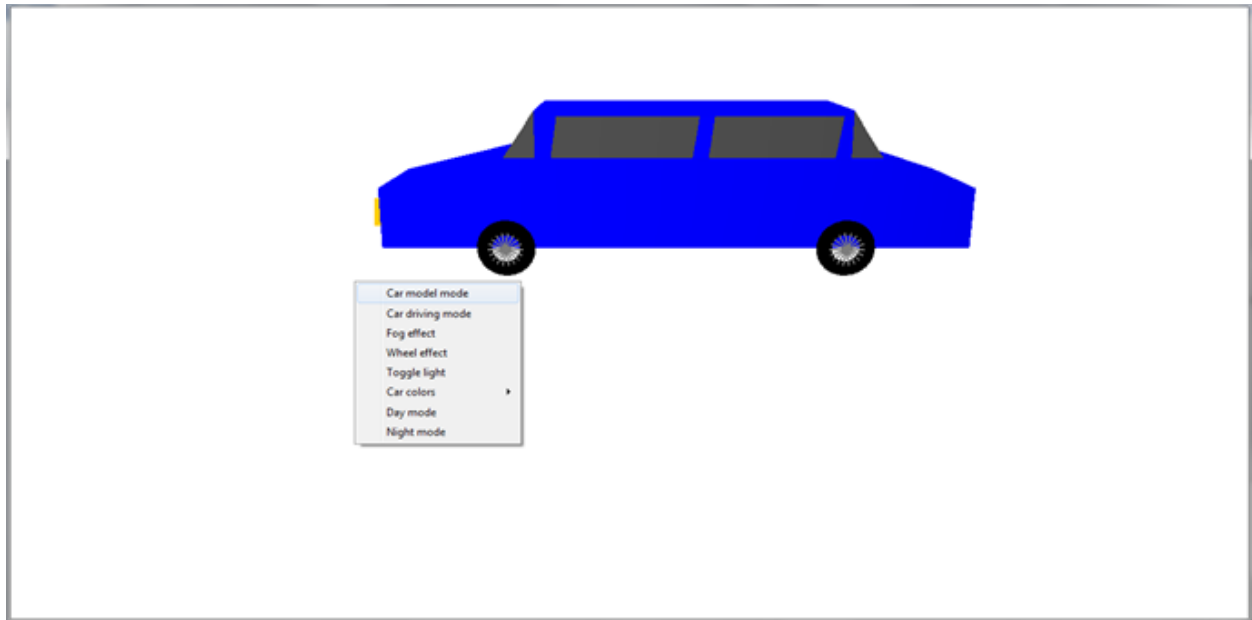 Car model mode
Car driving mode
Fog effect
Wheel effect
Toggle light
Car colors
Day mode
Night mode